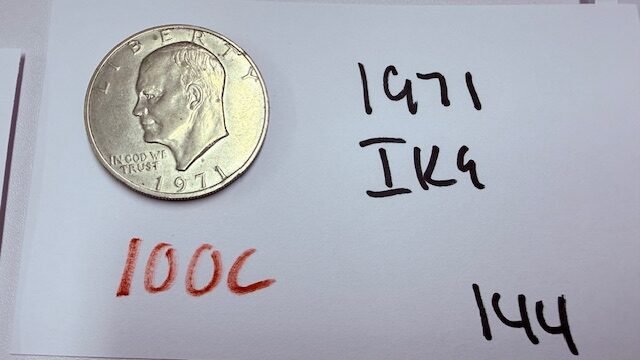 LIBERTY
IN GOD WE
TRUST
1971
1971
IKE
100C
144